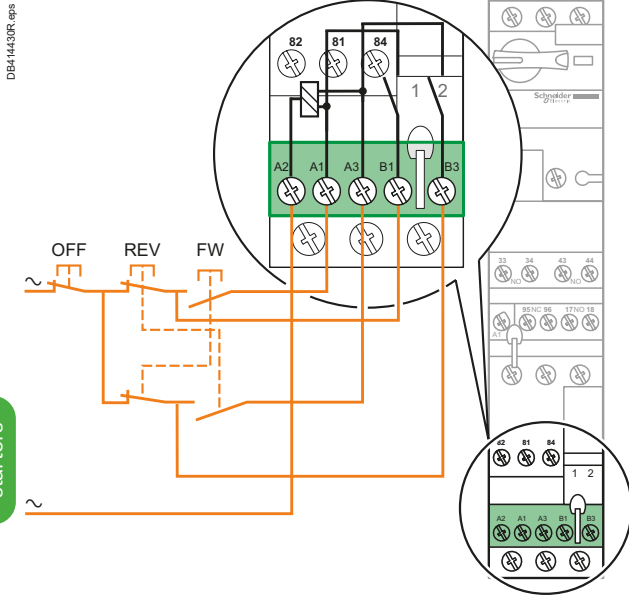 DB414430R.eps
82 81 84
1 2
A2 A1 A3 B1 B3
OFF REV FW
~
~
Schneider
Electric
33 34 43 44
NO NO
95 NC 96 17 NO 18
A1
82 81 84
1 2
A2 A1 A3 B1 B3
starters